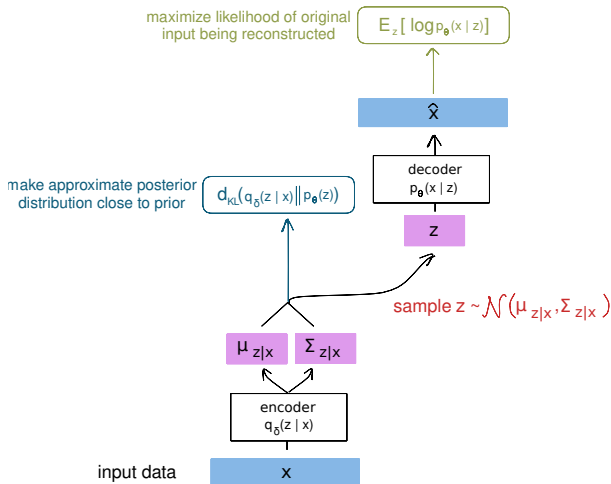 maximize likelihood of original
input being reconstructed
E_z [ log p_θ(x | z) ]
x̂
decoder
p_θ(x | z)
make approximate posterior
distribution close to prior
d_KL(q_δ(z | x) ‖ p_θ(z))
z
sample z ~ 𝒩(μ_z|x , Σ_z|x)
μ_z|x
Σ_z|x
encoder
q_δ(z | x)
input data
x